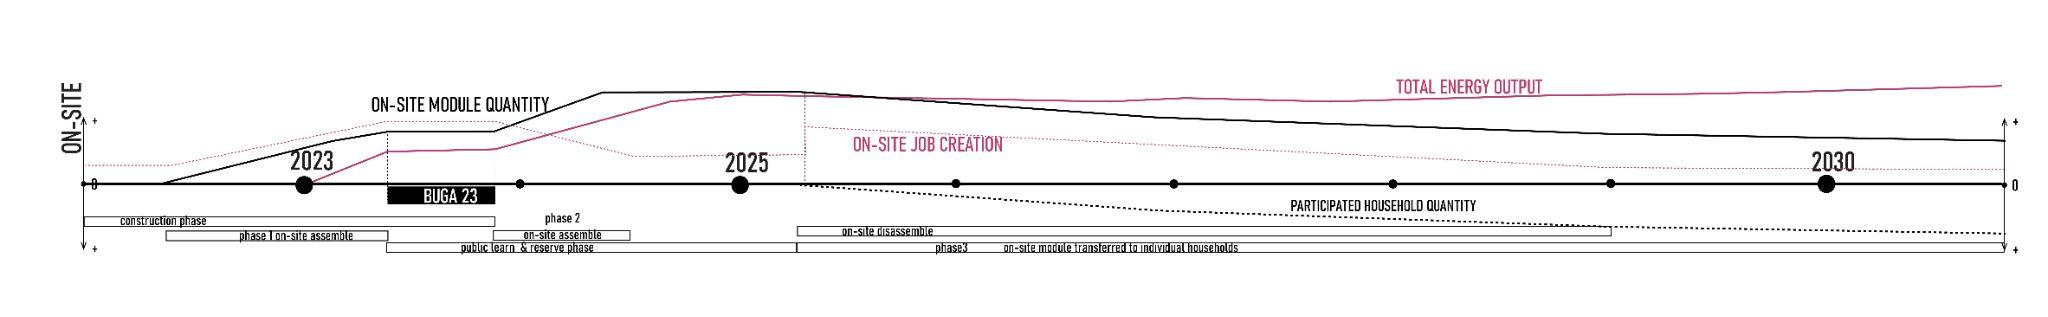 ON-SITE
TOTAL ENERGY OUTPUT
ON-SITE MODULE QUANTITY
+
+
ON-SITE JOB CREATION
2023
2025
2030
0
0
BUGA 23
PARTICIPATED HOUSEHOLD QUANTITY
construction phase
phase 2
phase 1 on-site assemble
on-site assemble
on-site disassemble
public learn & reserve phase
phase3
on-site module transferred to individual households
+
+